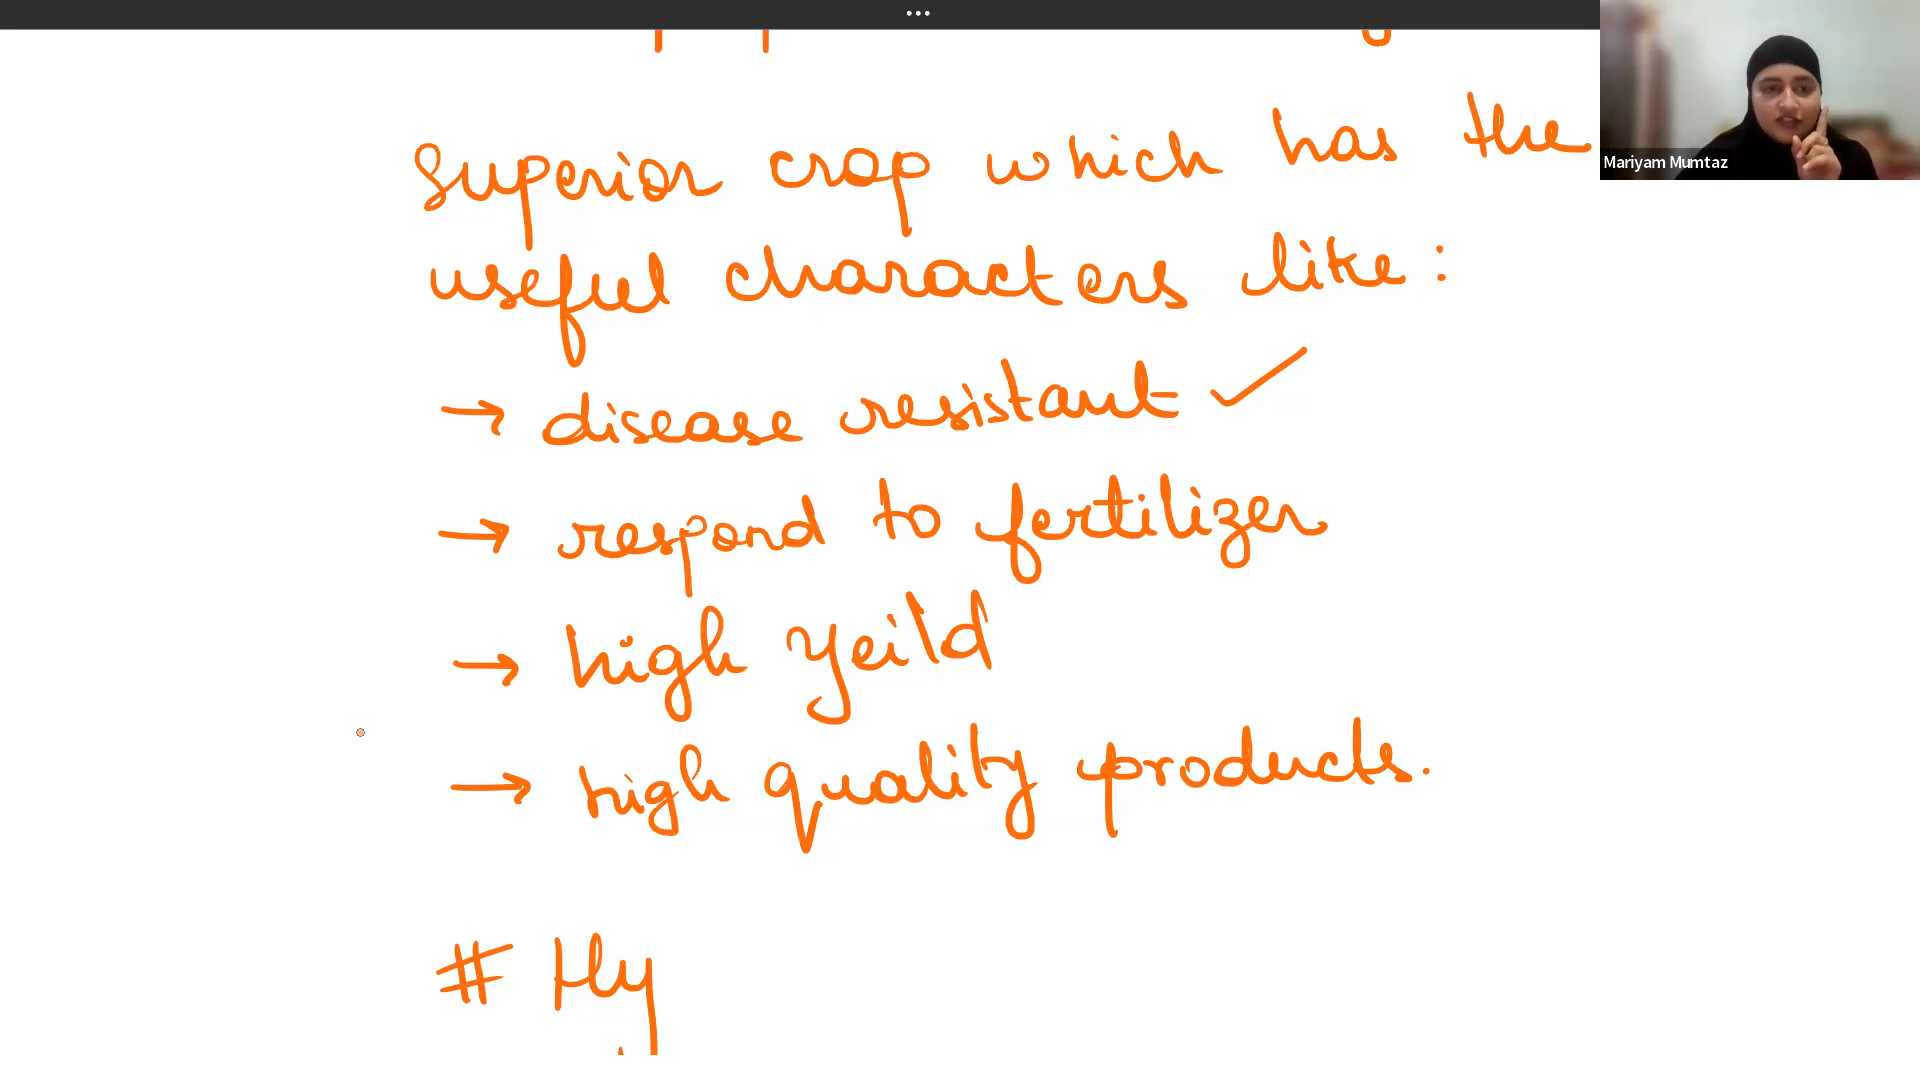 •••
Mariyam Mumtaz
superior crop which has the
useful characters like :
→ disease resistant ✓
→ respond to fertilizer
→ high yeild
→ high quality products.
# Hy